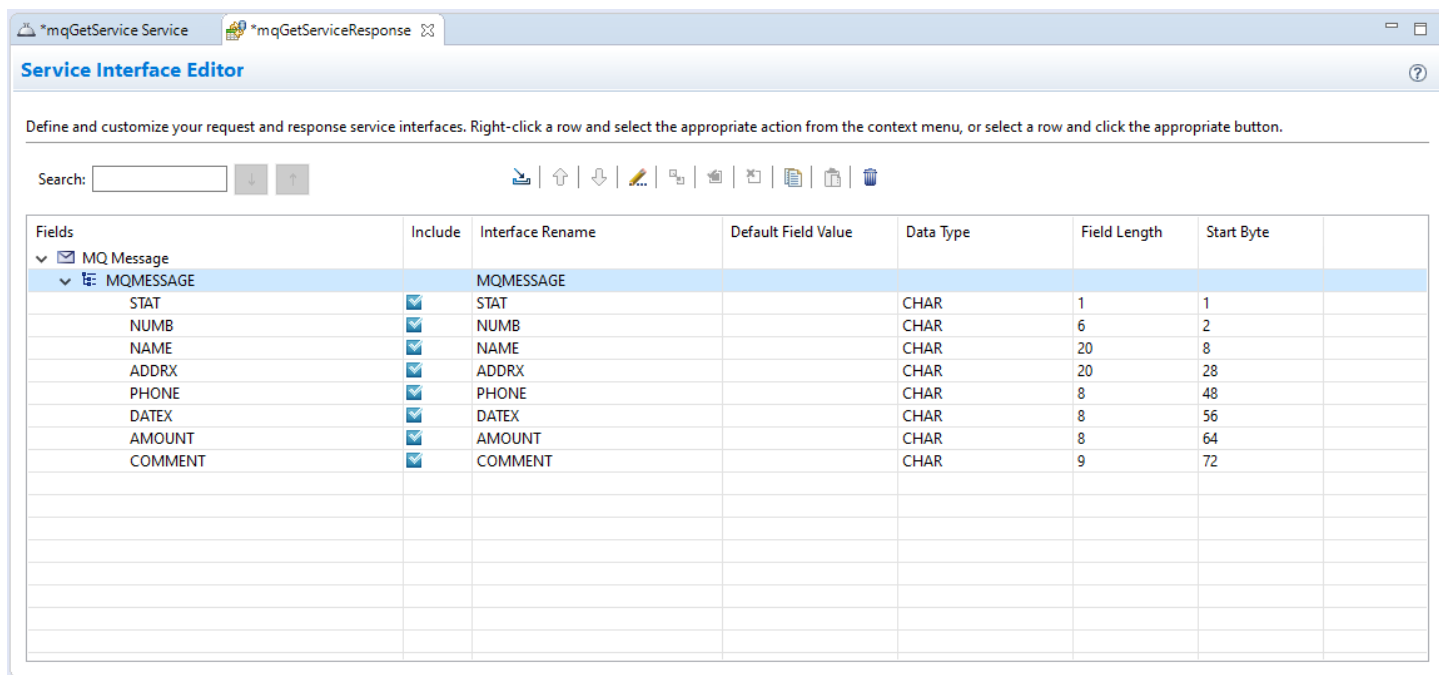 *mqGetService Service *mqGetServiceResponse
Service Interface Editor
Define and customize your request and response service interfaces. Right-click a row and select the appropriate action from the context menu, or select a row and click the appropriate button.
Search:
Fields Include Interface Rename Default Field Value Data Type Field Length Start Byte
MQ Message
MQMESSAGE MQMESSAGE
STAT STAT CHAR 1 1
NUMB NUMB CHAR 6 2
NAME NAME CHAR 20 8
ADDRX ADDRX CHAR 20 28
PHONE PHONE CHAR 8 48
DATEX DATEX CHAR 8 56
AMOUNT AMOUNT CHAR 8 64
COMMENT COMMENT CHAR 9 72